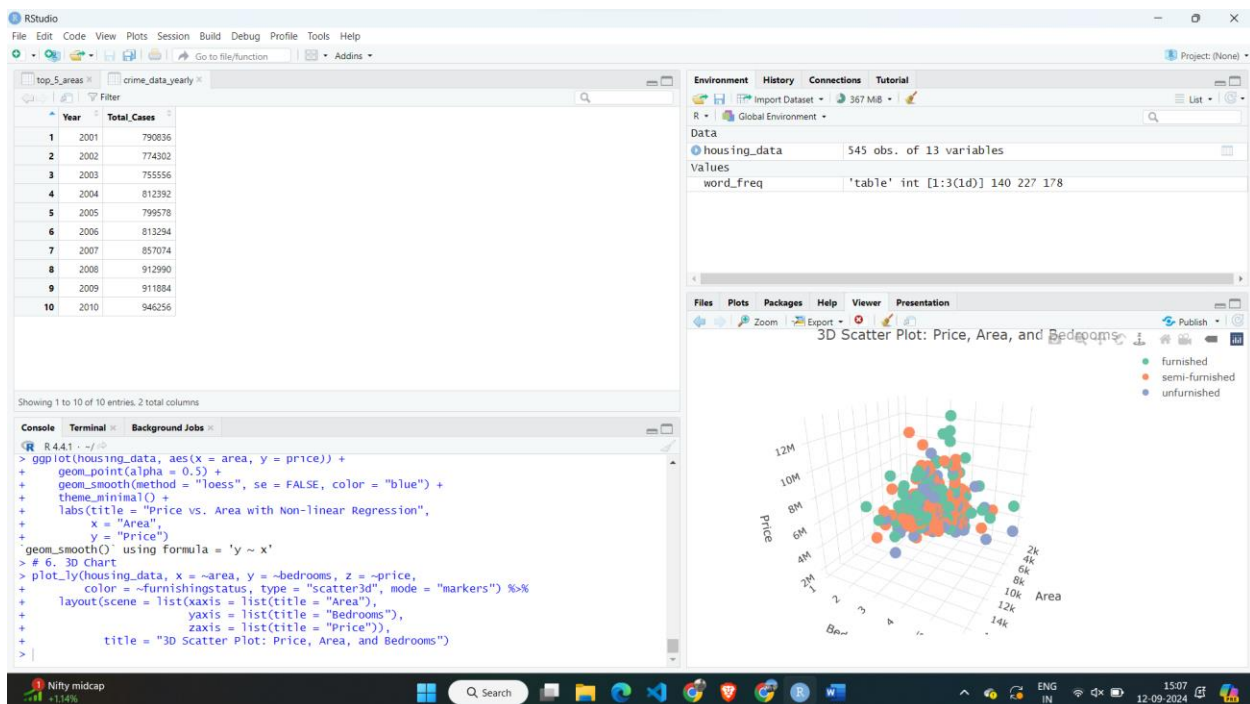 RStudio
File Edit Code View Plots Session Build Debug Profile Tools Help
Go to file/function
Addins
Project: (None)
top_5_areas
crime_data_yearly
Filter
Year Total_Cases
1 2001 790836
2 2002 774302
3 2003 755556
4 2004 812392
5 2005 799578
6 2006 813294
7 2007 857074
8 2008 912990
9 2009 911884
10 2010 946256
Showing 1 to 10 of 10 entries, 2 total columns
Console Terminal Background Jobs
R 4.4.1 · ~/
> ggplot(housing_data, aes(x = area, y = price)) +
+ geom_point(alpha = 0.5) +
+ geom_smooth(method = "loess", se = FALSE, color = "blue") +
+ theme_minimal() +
+ labs(title = "Price vs. Area with Non-linear Regression",
+ x = "Area",
+ y = "Price")
`geom_smooth()` using formula = 'y ~ x'
> # 6. 3D Chart
> plot_ly(housing_data, x = ~area, y = ~bedrooms, z = ~price,
+ color = ~furnishingstatus, type = "scatter3d", mode = "markers") %>%
+ layout(scene = list(xaxis = list(title = "Area"),
+ yaxis = list(title = "Bedrooms"),
+ zaxis = list(title = "Price")),
+ title = "3D Scatter Plot: Price, Area, and Bedrooms")
>
Environment History Connections Tutorial
Import Dataset 367 MiB List
R Global Environment
Data
housing_data 545 obs. of 13 variables
Values
word_freq 'table' int [1:3(1d)] 140 227 178
Files Plots Packages Help Viewer Presentation
Zoom Export Publish
3D Scatter Plot: Price, Area, and Bedrooms
furnished
semi-furnished
unfurnished
12M
10M
8M
6M
4M
2M
Price
1
2
3
4
2k
4k
6k
8k
10k
12k
14k
Area
1
Nifty midcap
+1.14%
Search
ENG
IN
15:07
12-09-2024